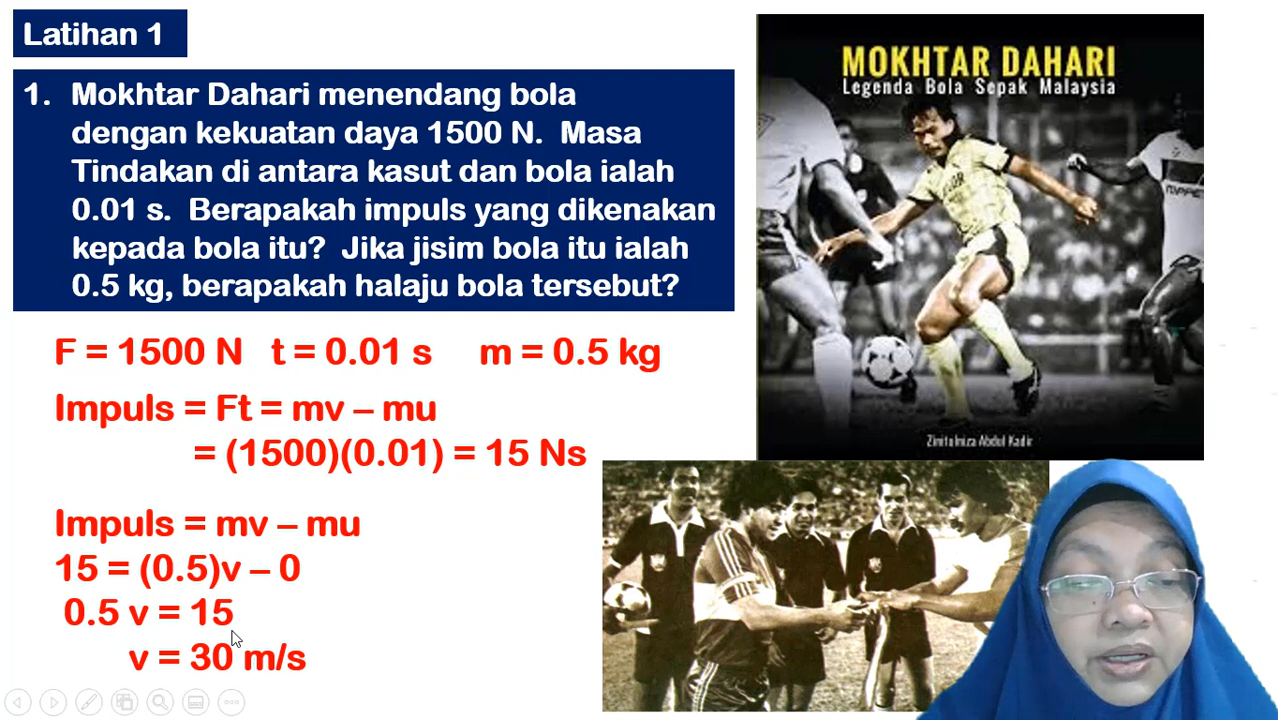 Latihan 1
1. Mokhtar Dahari menendang bola
dengan kekuatan daya 1500 N. Masa
Tindakan di antara kasut dan bola ialah
0.01 s. Berapakah impuls yang dikenakan
kepada bola itu? Jika jisim bola itu ialah
0.5 kg, berapakah halaju bola tersebut?
F = 1500 N t = 0.01 s m = 0.5 kg
Impuls = Ft = mv – mu
= (1500)(0.01) = 15 Ns
Impuls = mv – mu
15 = (0.5)v – 0
0.5 v = 15
v = 30 m/s
MOKHTAR DAHARI
Legenda Bola Sepak Malaysia